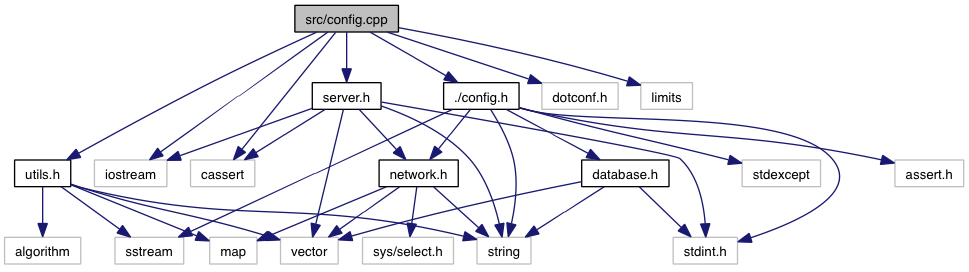 src/config.cpp
server.h
./config.h
dotconf.h
limits
utils.h
iostream
cassert
network.h
database.h
stdexcept
assert.h
algorithm
sstream
map
vector
sys/select.h
string
stdint.h